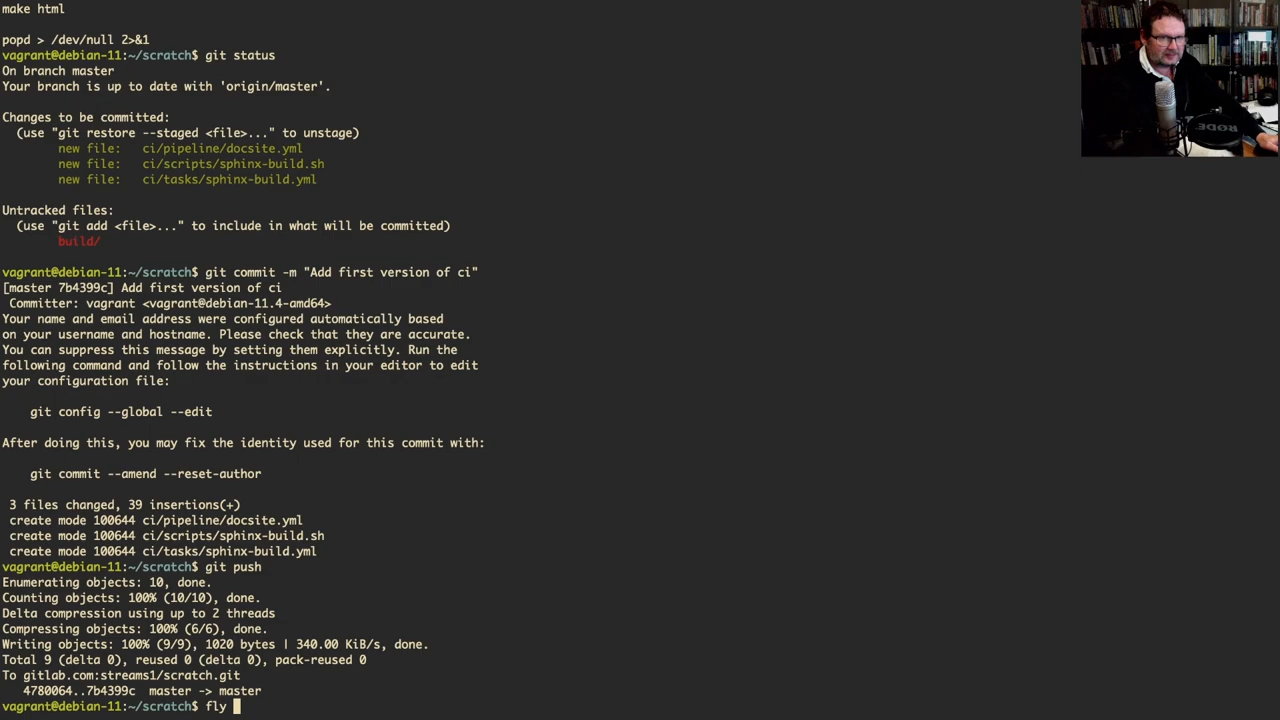 make html
popd > /dev/null 2>&1
vagrant@debian-11:~/scratch$ git status
On branch master
Your branch is up to date with 'origin/master'.
Changes to be committed:
  (use "git restore --staged <file>..." to unstage)
        new file:   ci/pipeline/docsite.yml
        new file:   ci/scripts/sphinx-build.sh
        new file:   ci/tasks/sphinx-build.yml
Untracked files:
  (use "git add <file>..." to include in what will be committed)
        build/
vagrant@debian-11:~/scratch$ git commit -m "Add first version of ci"
[master 7b4399c] Add first version of ci
 Committer: vagrant <vagrant@debian-11.4-amd64>
Your name and email address were configured automatically based
on your username and hostname. Please check that they are accurate.
You can suppress this message by setting them explicitly. Run the
following command and follow the instructions in your editor to edit
your configuration file:
    git config --global --edit
After doing this, you may fix the identity used for this commit with:
    git commit --amend --reset-author
 3 files changed, 39 insertions(+)
 create mode 100644 ci/pipeline/docsite.yml
 create mode 100644 ci/scripts/sphinx-build.sh
 create mode 100644 ci/tasks/sphinx-build.yml
vagrant@debian-11:~/scratch$ git push
Enumerating objects: 10, done.
Counting objects: 100% (10/10), done.
Delta compression using up to 2 threads
Compressing objects: 100% (6/6), done.
Writing objects: 100% (9/9), 1020 bytes | 340.00 KiB/s, done.
Total 9 (delta 0), reused 0 (delta 0), pack-reused 0
To gitlab.com:streams1/scratch.git
   4780064..7b4399c  master -> master
vagrant@debian-11:~/scratch$ fly
RODE